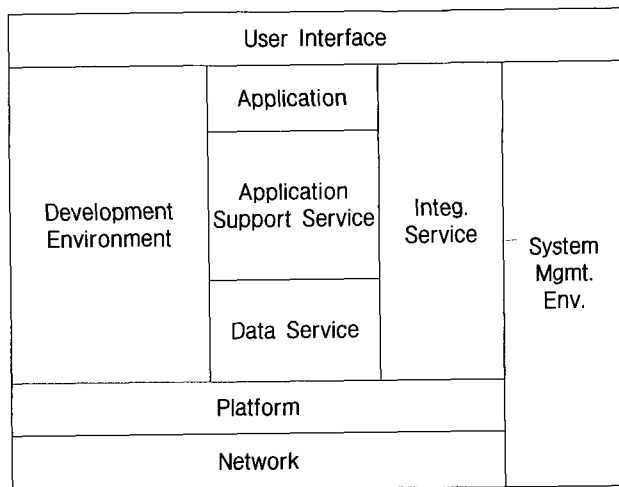 User Interface
Application
Development
Environment
Application
Support Service
Integ.
Service
System
Mgmt.
Env.
Data Service
Platform
Network